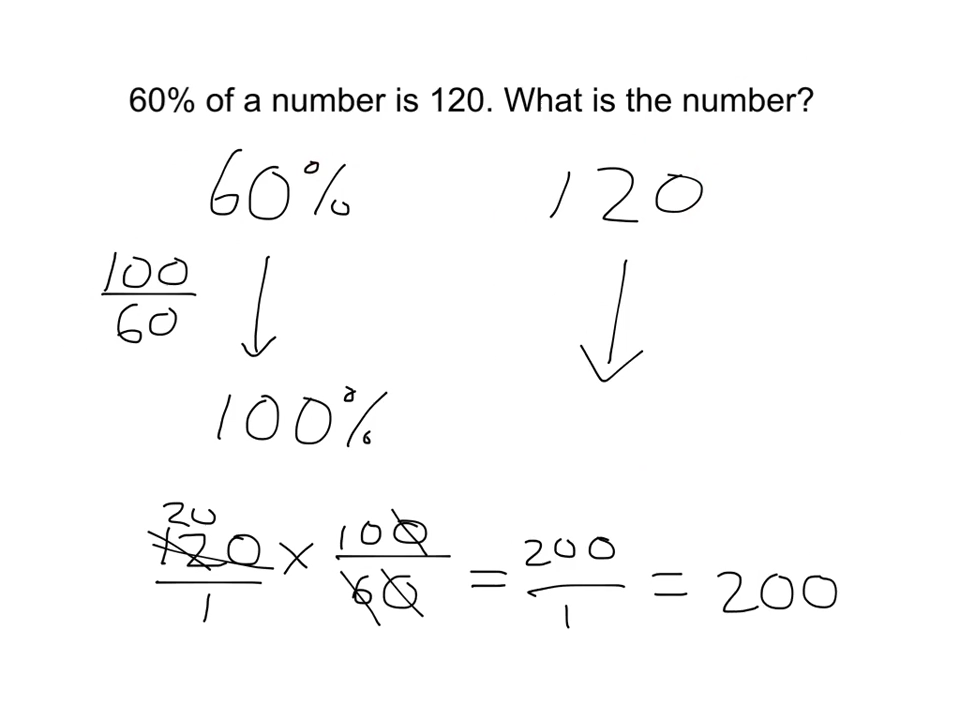 60% of a number is 120. What is the number?
60% 120
100
60
100%
20
120/1 × 100/60 = 200/1 = 200